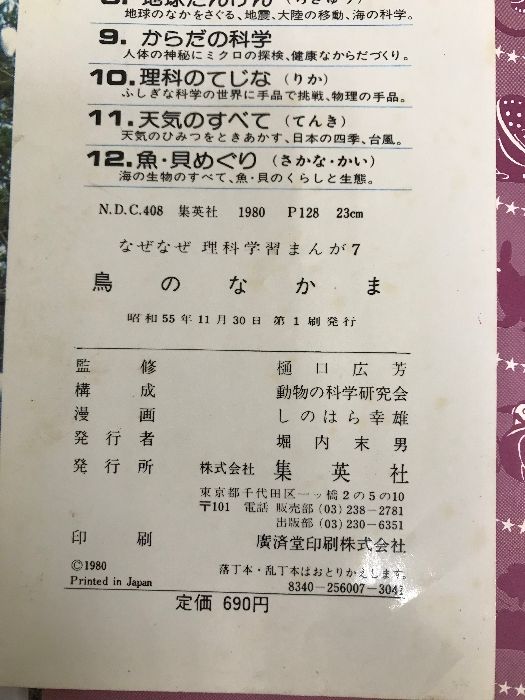 8. 地球たんけん（ちきゅう）
地球のなかをさぐる、地震、大陸の移動、海の科学。
9. からだの科学
人体の神秘にミクロの探検、健康なからだづくり。
10. 理科のてじな（りか）
ふしぎな科学の世界に手品で挑戦、物理の手品。
11. 天気のすべて（てんき）
天気のひみつをときあかす、日本の四季、台風。
12. 魚・貝めぐり（さかな・かい）
海の生物のすべて、魚・貝のくらしと生態。
N.D.C.408 集英社 1980 P128 23cm
なぜなぜ 理科学習まんが7
鳥のなかま
昭和55年11月30日 第1刷発行
監修 樋口広芳
構成 動物の科学研究会
漫画 しのはら幸雄
発行者 堀内末男
発行所 株式会社 集英社
東京都千代田区一ッ橋2の5の10
〒101 電話 販売部 (03) 238-2781
出版部 (03) 230-6351
印刷 廣済堂印刷株式会社
©1980
Printed in Japan
落丁本・乱丁本はおとりかえします。
8340-256007-3041
定価 690円